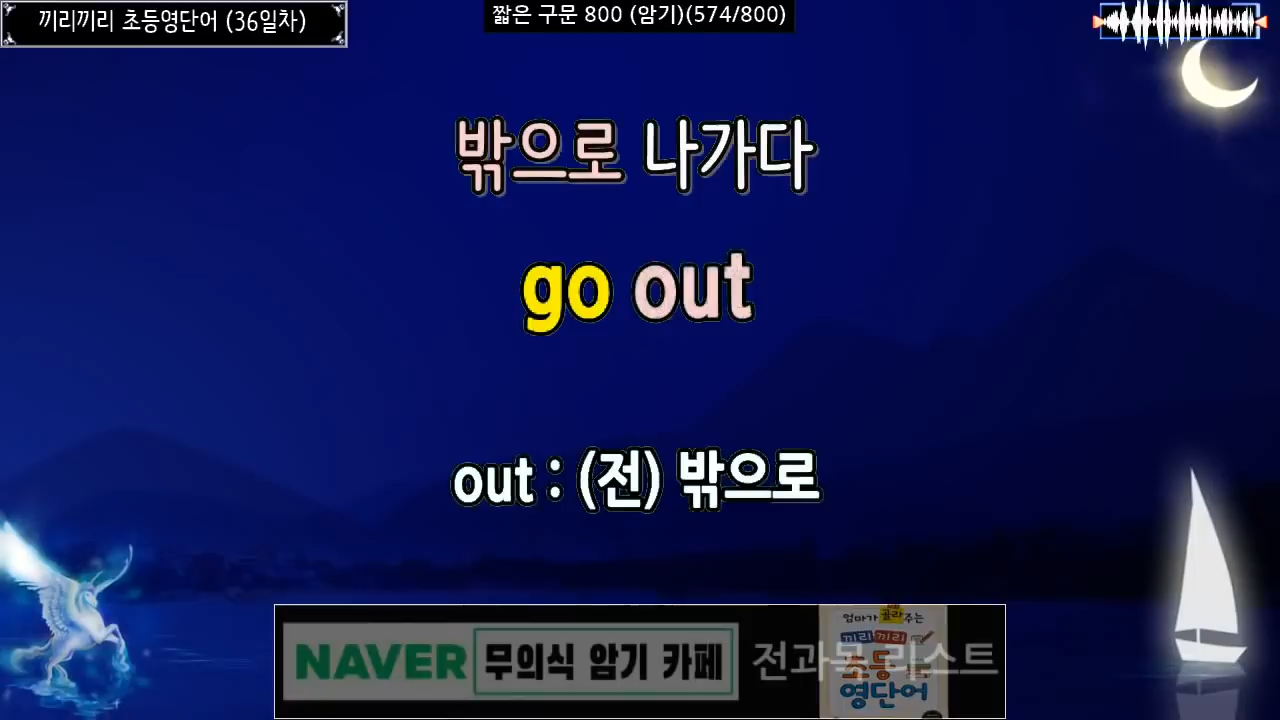 끼리끼리 초등영단어 (36일차)
짧은 구문 800 (암기)(574/800)
밖으로 나가다
go out
out : (전) 밖으로
NAVER 무의식 암기 카페
전과목 리스트
엄마가 골라주는
끼리끼리
초등
영단어